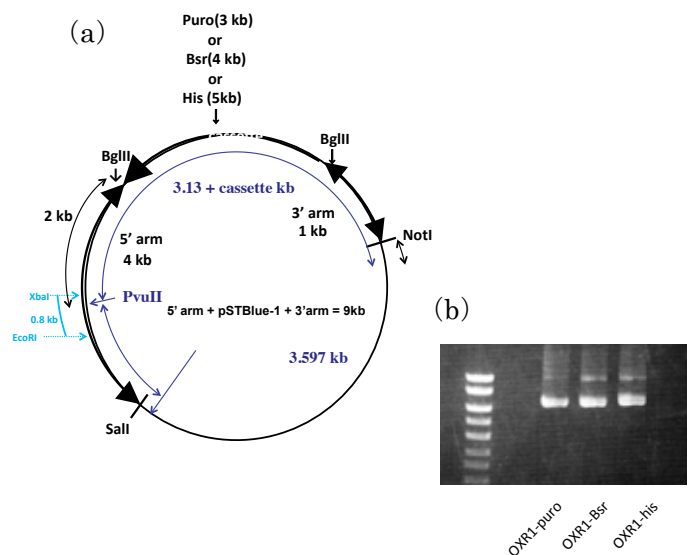 (a)
Puro(3 kb)
or
Bsr(4 kb)
or
His (5kb)
cassette
BglII
BglII
3.13 + cassette kb
2 kb
5' arm
4 kb
3' arm
1 kb
NotI
XbaI
PvuII
0.8 kb
5' arm + pSTBlue-1 + 3'arm = 9kb
EcoRI
3.597 kb
SalI
(b)
OXR1-puro
OXR1-Bsr
OXR1-his